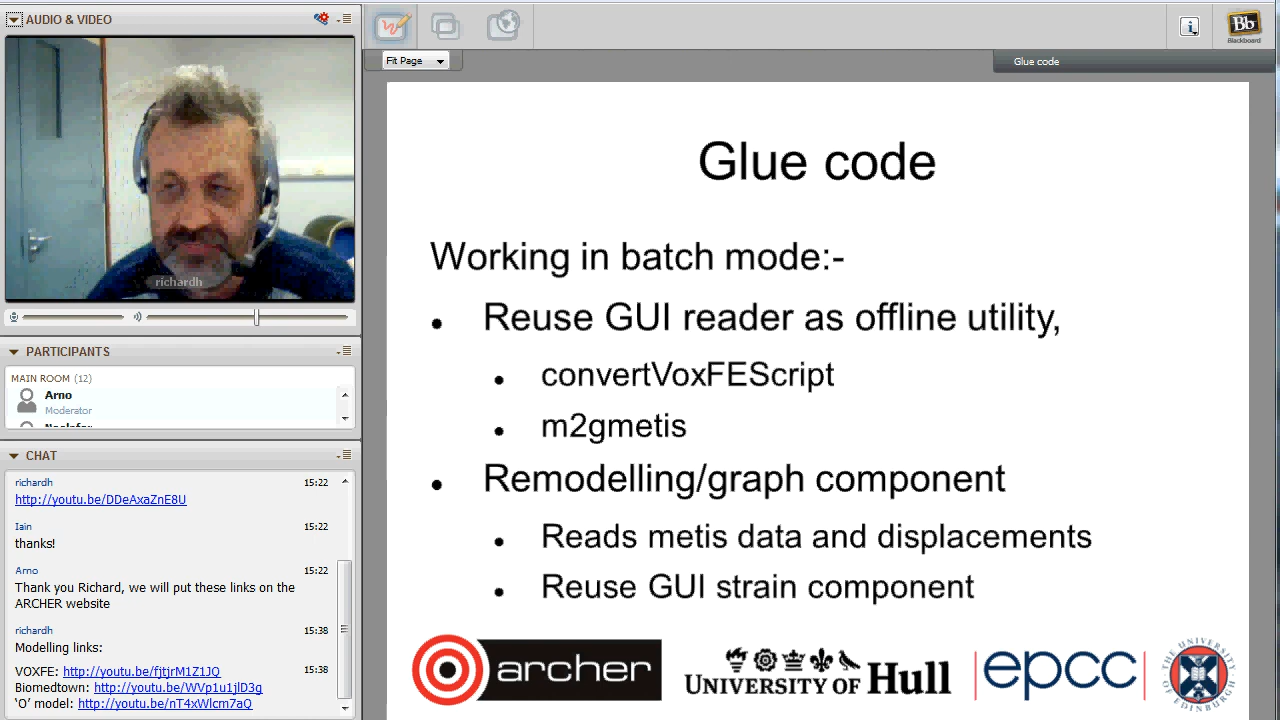 AUDIO & VIDEO
richardh
PARTICIPANTS
MAIN ROOM (12)
Arno
Moderator
CHAT
richardh 15:22
http://youtu.be/DDeAxaZnE8U
Iain 15:22
thanks!
Arno 15:22
Thank you Richard, we will put these links on the
ARCHER website
richardh 15:38
Modelling links:
VOXFE: http://youtu.be/fjtjrM1Z1JQ 15:38
Biomedtown: http://youtu.be/WVp1u1jlD3g
'O' model: http://youtu.be/nT4xWlcm7aQ
Fit Page
Bb
Blackboard
Glue code
Glue code
Working in batch mode:-
• Reuse GUI reader as offline utility,
• convertVoxFEScript
• m2gmetis
• Remodelling/graph component
• Reads metis data and displacements
• Reuse GUI strain component
archer
UNIVERSITY OF Hull
epcc
THE UNIVERSITY
OF EDINBURGH